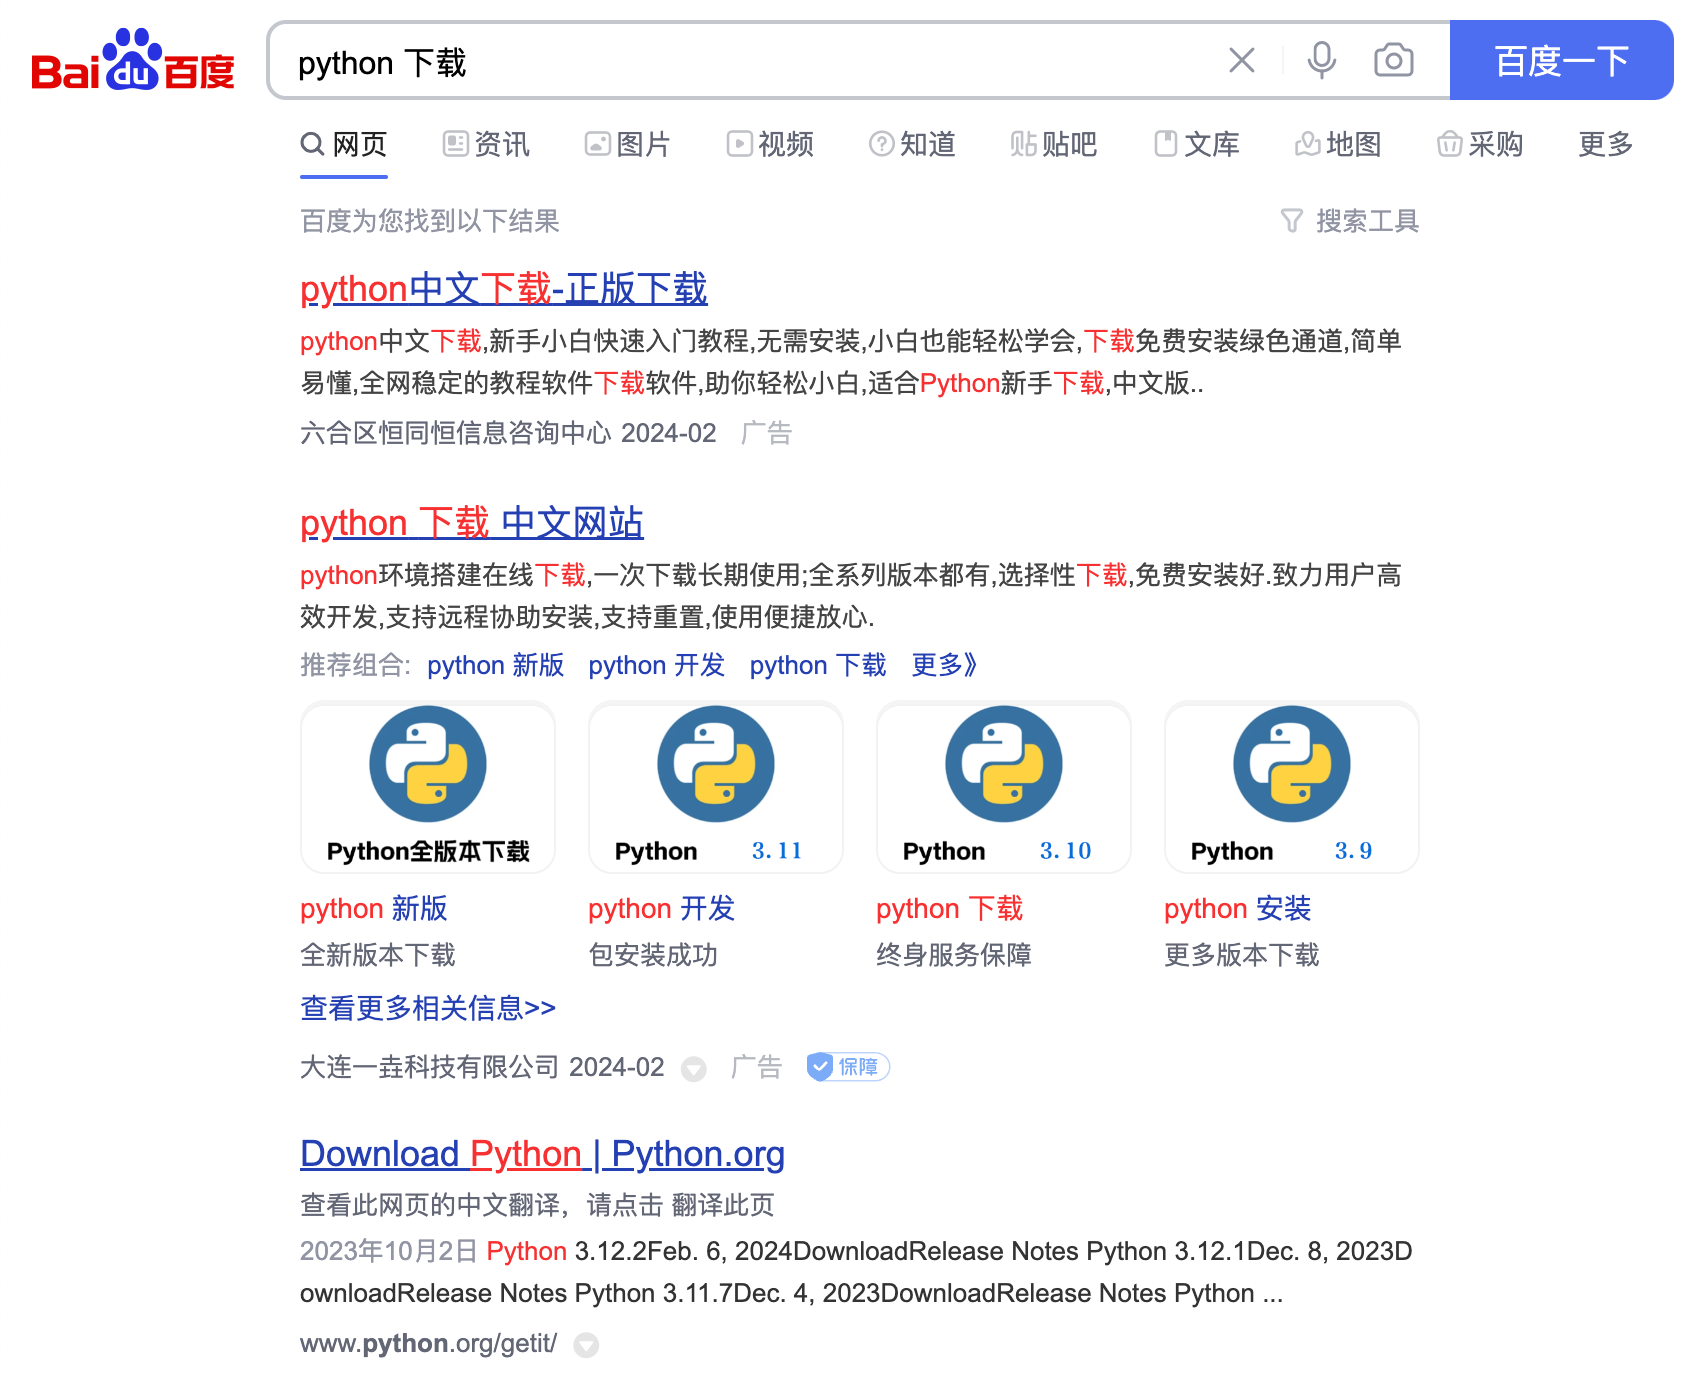 Baidu百度 python 下载 百度一下
网页 资讯 图片 视频 知道 贴吧 文库 地图 采购 更多
百度为您找到以下结果 搜索工具
python中文下载-正版下载
python中文下载,新手小白快速入门教程,无需安装,小白也能轻松学会,下载免费安装绿色通道,简单
易懂,全网稳定的教程软件下载软件,助你轻松小白,适合Python新手下载,中文版..
六合区恒同恒信息咨询中心 2024-02 广告
python 下载 中文网站
python环境搭建在线下载,一次下载长期使用;全系列版本都有,选择性下载,免费安装好.致力用户高
效开发,支持远程协助安装,支持重置,使用便捷放心.
推荐组合: python 新版 python 开发 python 下载 更多》
Python全版本下载 Python 3.11 Python 3.10 Python 3.9
python 新版 python 开发 python 下载 python 安装
全新版本下载 包安装成功 终身服务保障 更多版本下载
查看更多相关信息>>
大连一垚科技有限公司 2024-02 广告 保障
Download Python | Python.org
查看此网页的中文翻译，请点击 翻译此页
2023年10月2日 Python 3.12.2Feb. 6, 2024DownloadRelease Notes Python 3.12.1Dec. 8, 2023D
ownloadRelease Notes Python 3.11.7Dec. 4, 2023DownloadRelease Notes Python ...
www.python.org/getit/